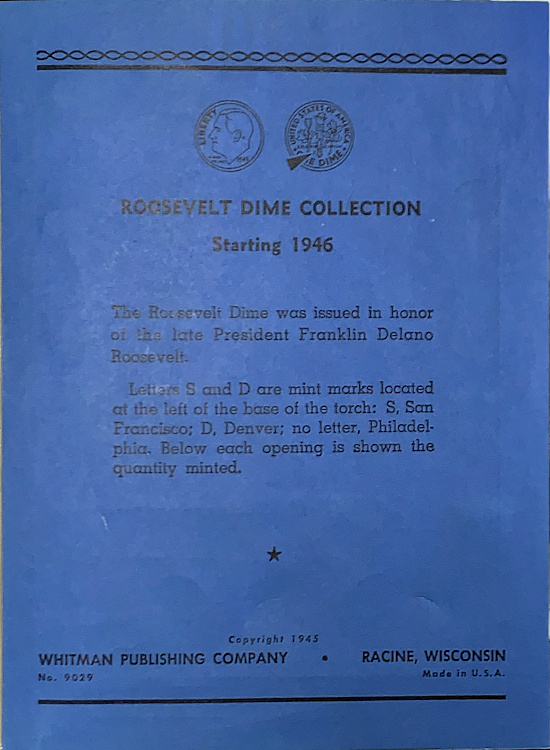 LIBERTY
UNITED STATES OF AMERICA
E DIME
ROOSEVELT DIME COLLECTION
Starting 1946
The Roosevelt Dime was issued in honor
of the late President Franklin Delano
Roosevelt.
Letters S and D are mint marks located
at the left of the base of the torch: S, San
Francisco; D, Denver; no letter, Philadel-
phia. Below each opening is shown the
quantity minted.
Copyright 1945
WHITMAN PUBLISHING COMPANY • RACINE, WISCONSIN
No. 9029 Made in U.S.A.